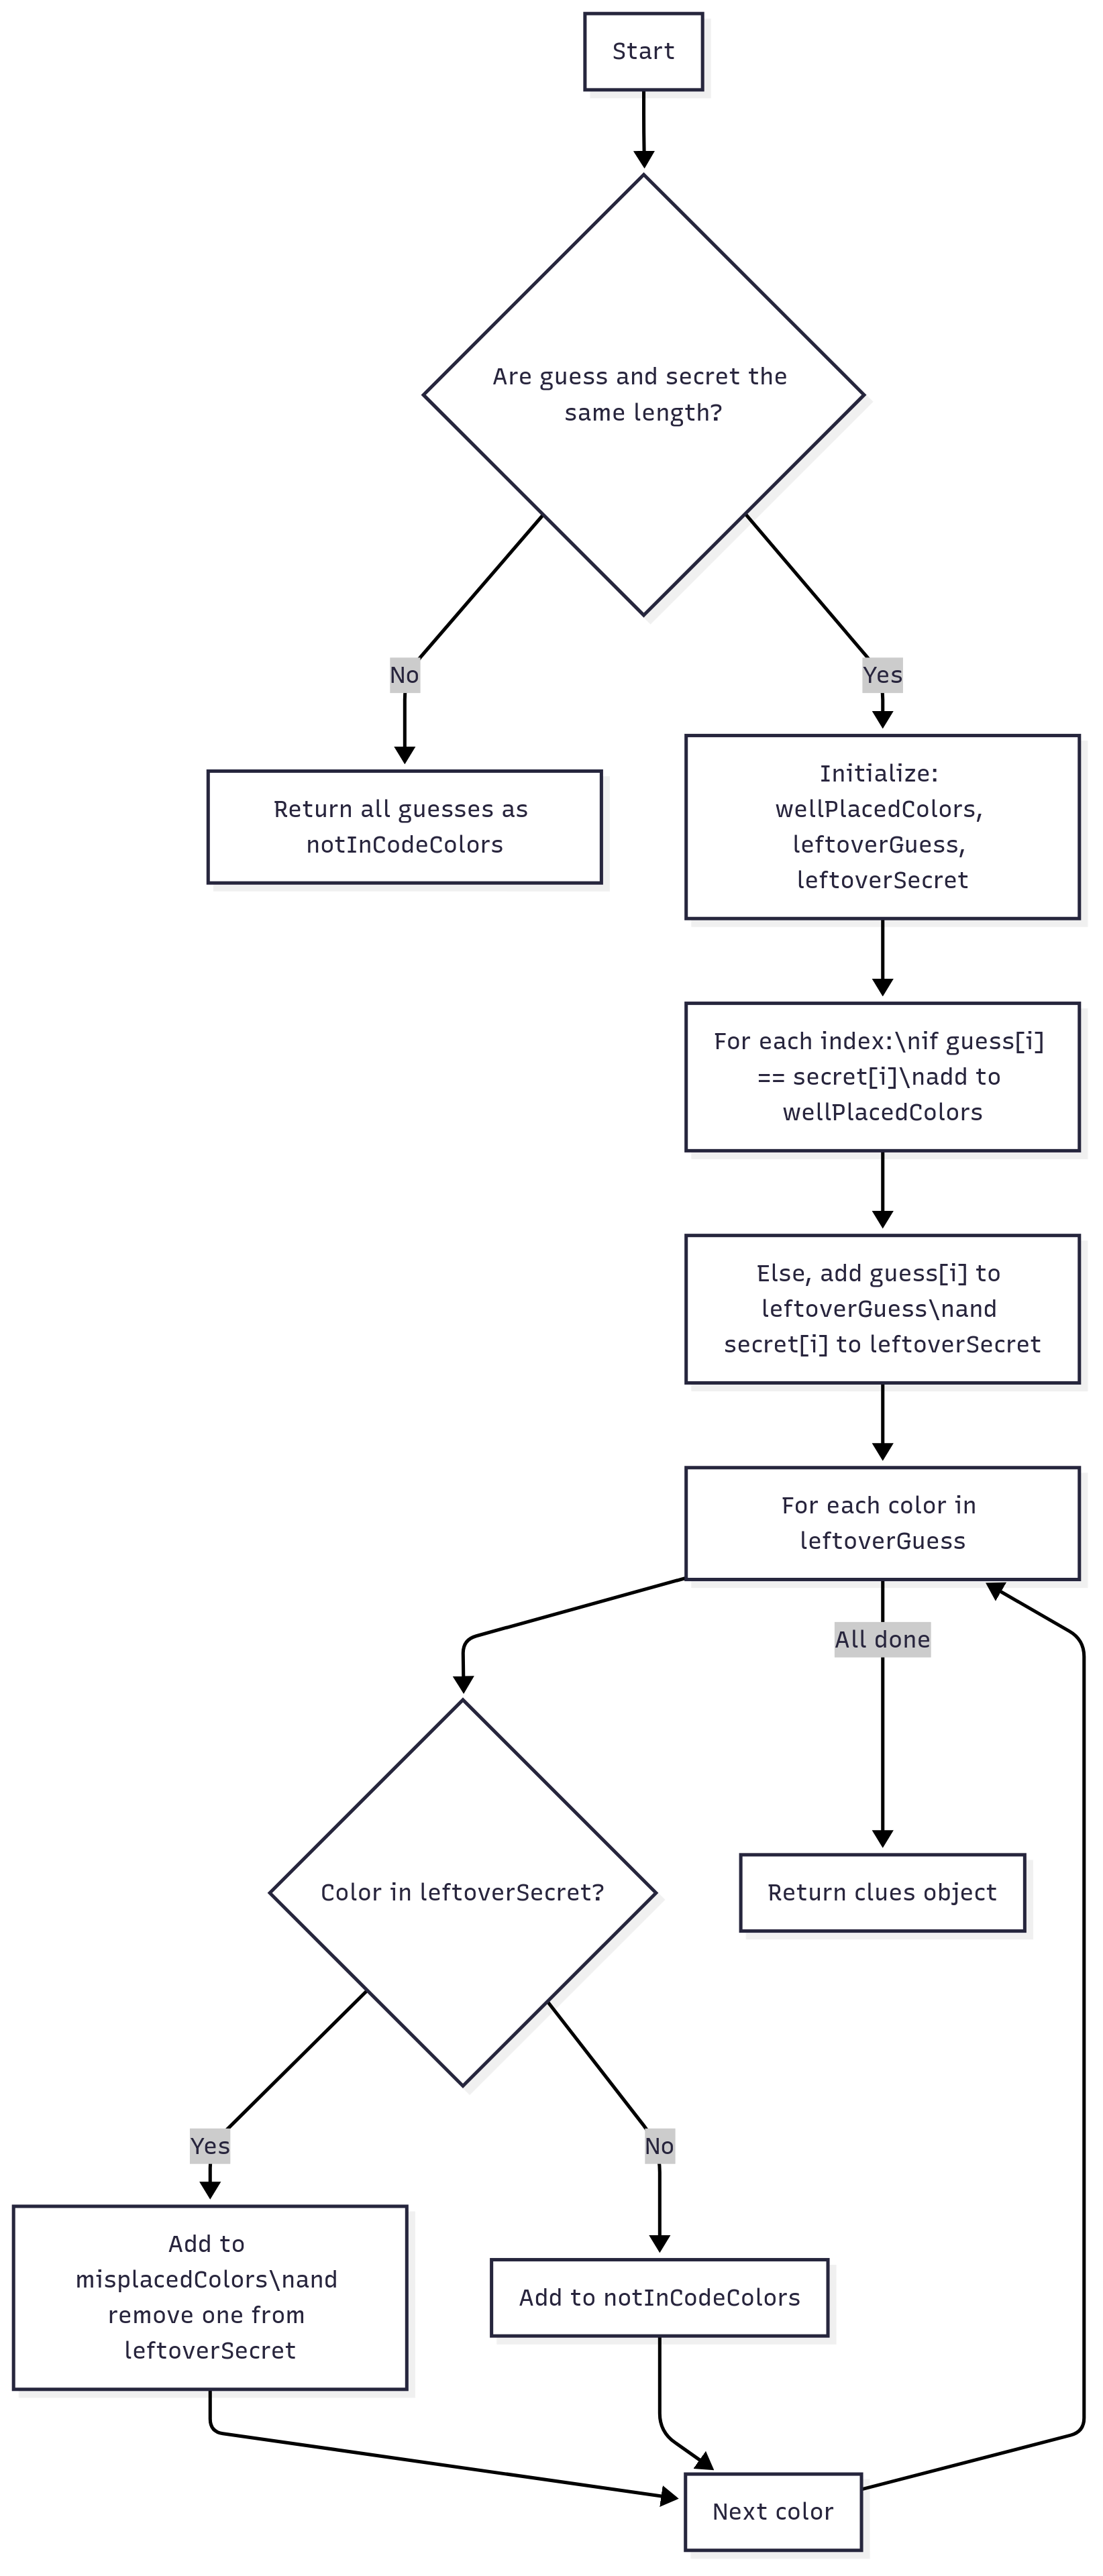 Start
Are guess and secret the
same length?
No
Yes
Return all guesses as
notInCodeColors
Initialize:
wellPlacedColors,
leftoverGuess,
leftoverSecret
For each index:\nif guess[i]
== secret[i]\nadd to
wellPlacedColors
Else, add guess[i] to
leftoverGuess\nand
secret[i] to leftoverSecret
For each color in
leftoverGuess
All done
Color in leftoverSecret?
Return clues object
Yes
No
Add to
misplacedColors\nand
remove one from
leftoverSecret
Add to notInCodeColors
Next color